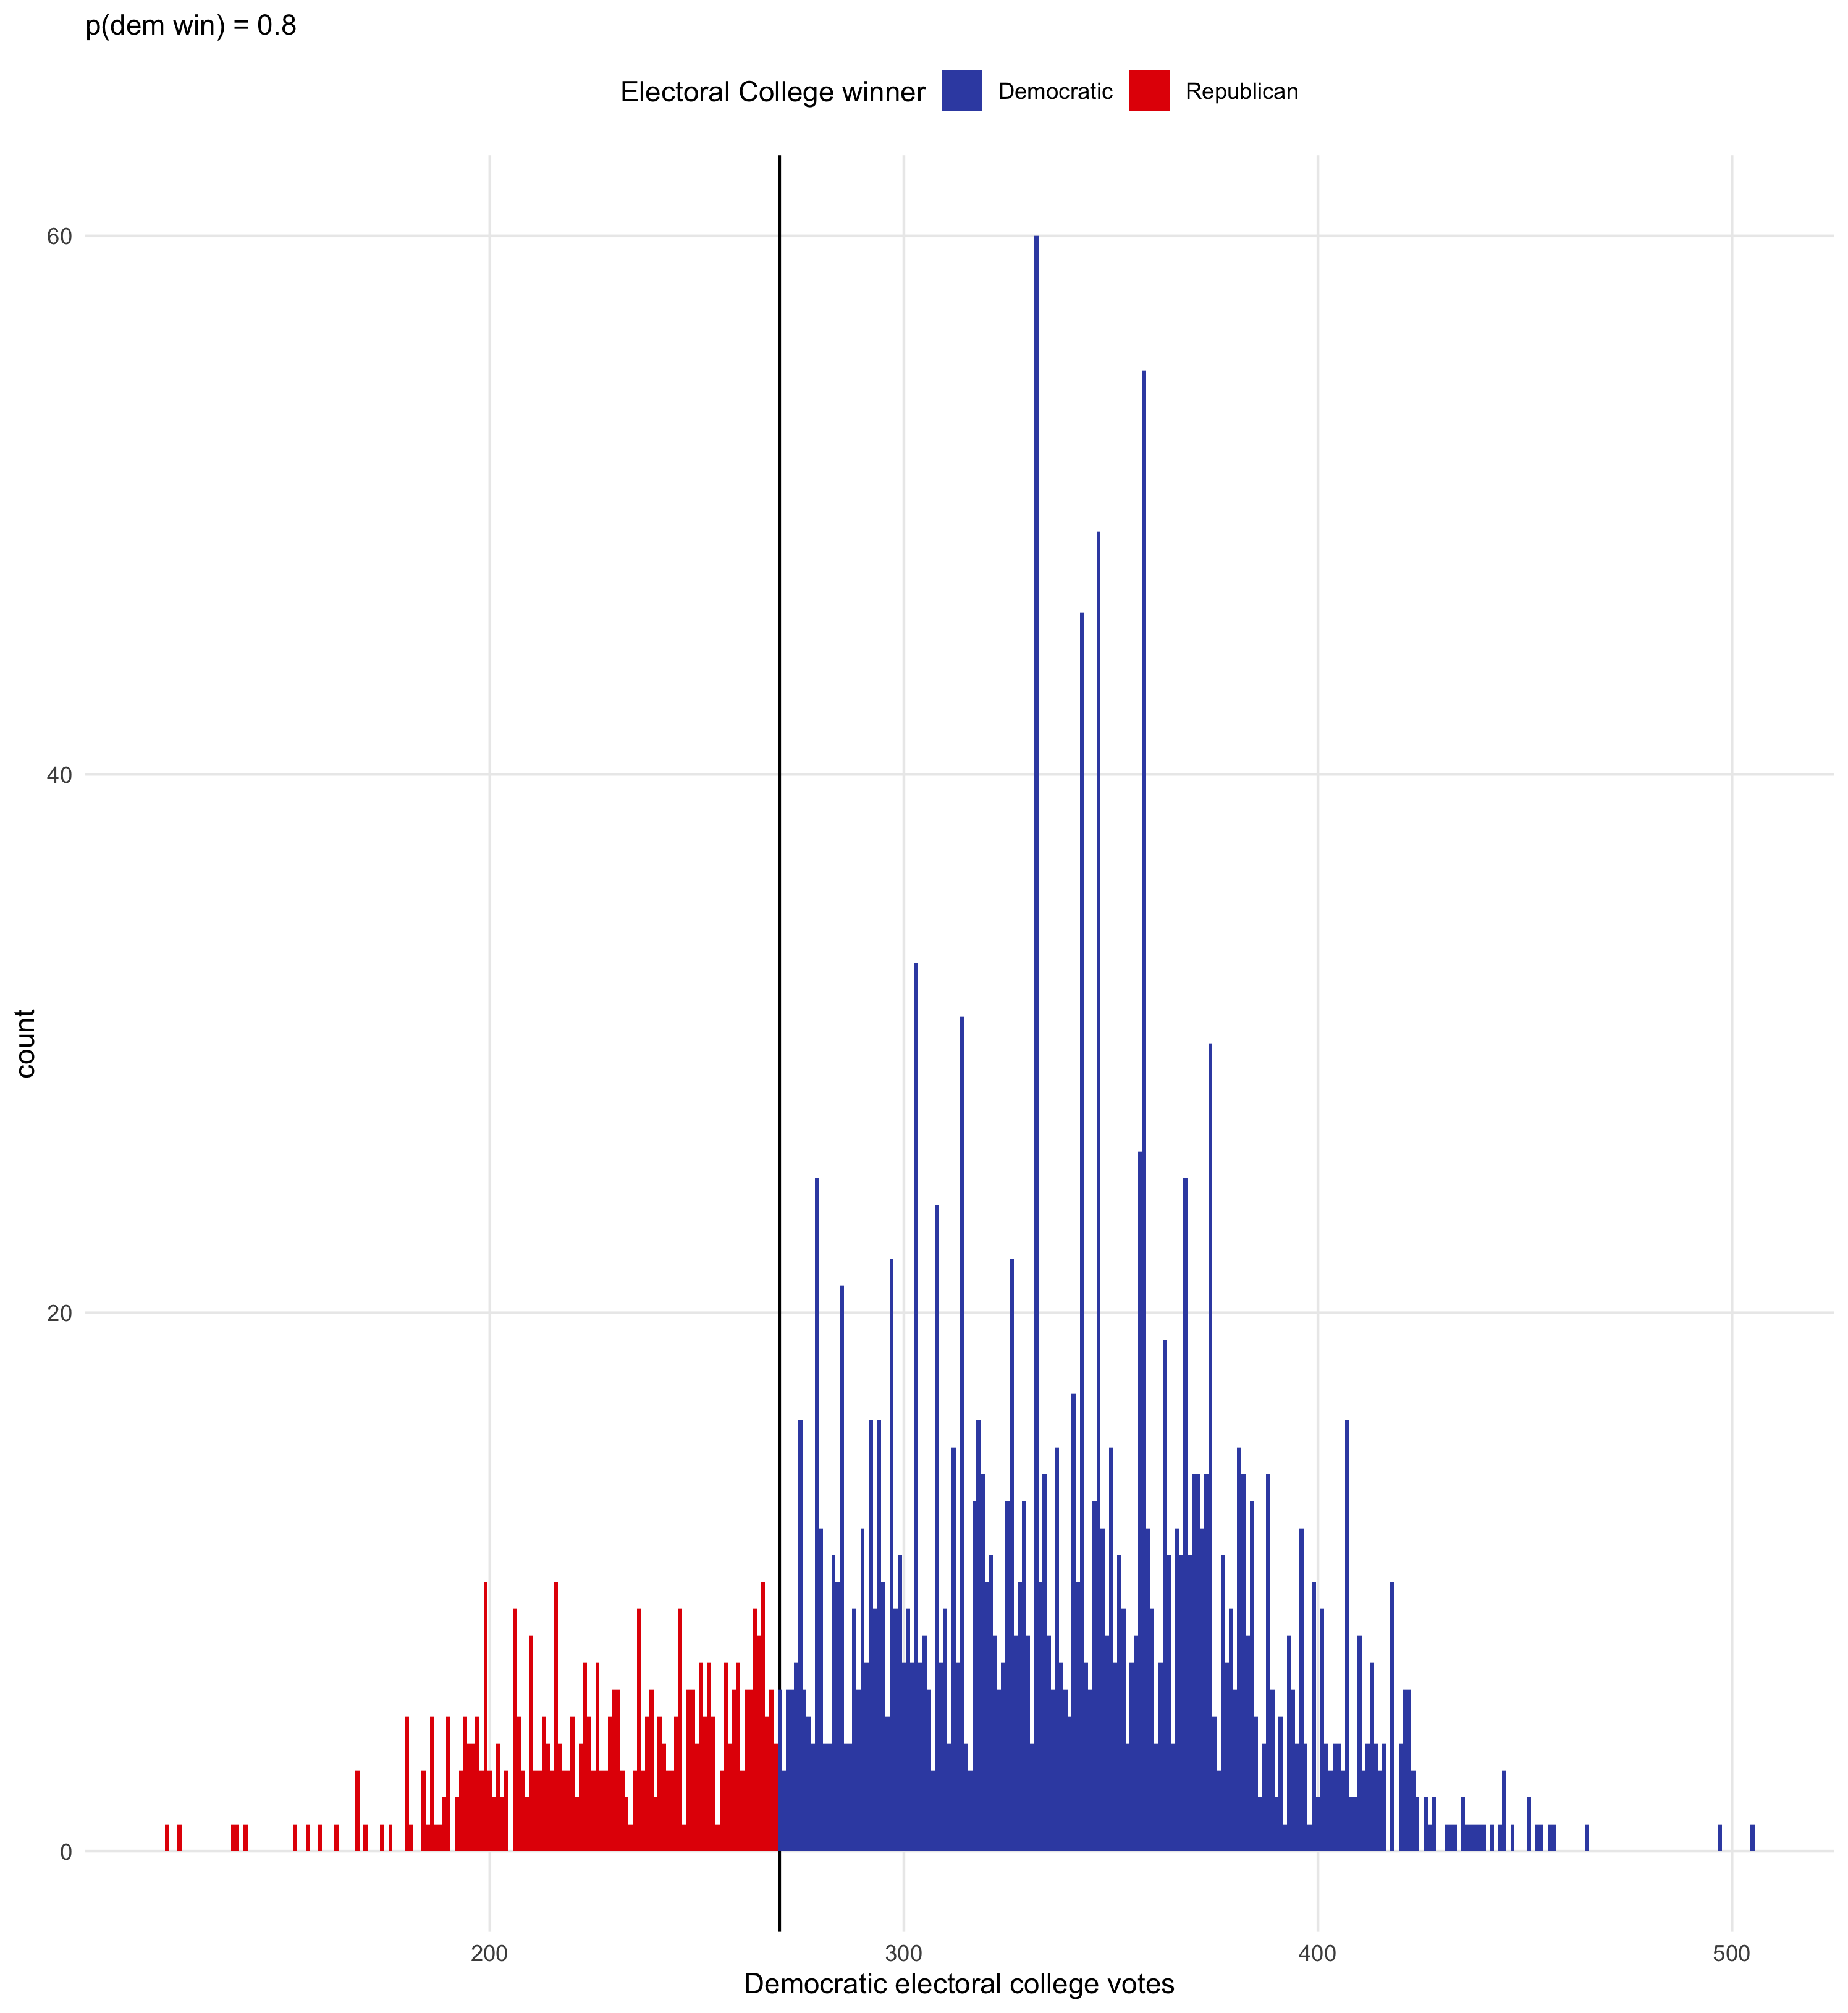 p(dem win) = 0.8
Electoral College winner Democratic Republican
60
40
20
0
count
200 300 400 500
Democratic electoral college votes